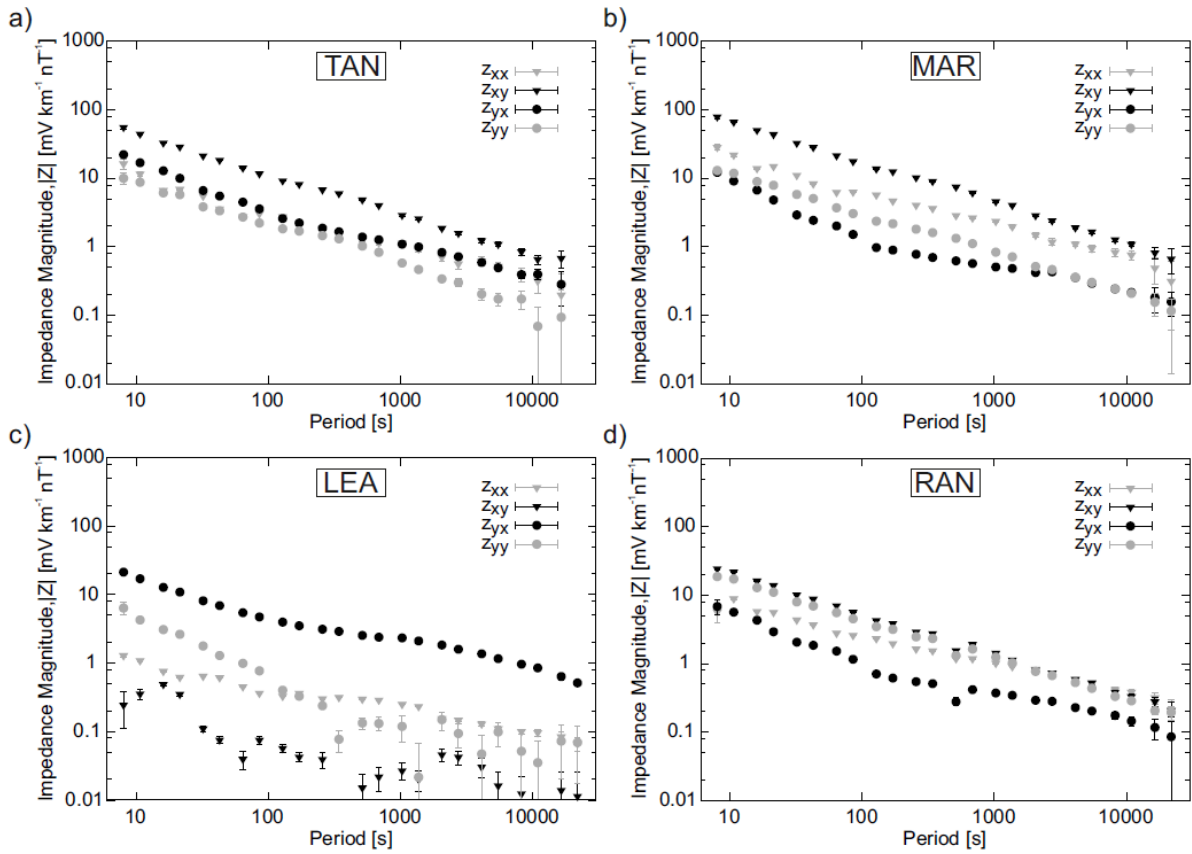 a)
TAN
Impedance Magnitude,|Z| [mV km⁻¹ nT⁻¹]
1000
100
10
1
0.1
0.01
Zxx
Zxy
Zyx
Zyy
10 100 1000 10000
Period [s]
b)
MAR
Impedance Magnitude,|Z| [mV km⁻¹ nT⁻¹]
1000
100
10
1
0.1
0.01
Zxx
Zxy
Zyx
Zyy
10 100 1000 10000
Period [s]
c)
LEA
Impedance Magnitude,|Z| [mV km⁻¹ nT⁻¹]
1000
100
10
1
0.1
0.01
Zxx
Zxy
Zyx
Zyy
10 100 1000 10000
Period [s]
d)
RAN
Impedance Magnitude,|Z| [mV km⁻¹nT⁻¹]
1000
100
10
1
0.1
0.01
Zxx
Zxy
Zyx
Zyy
10 100 1000 10000
Period [s]